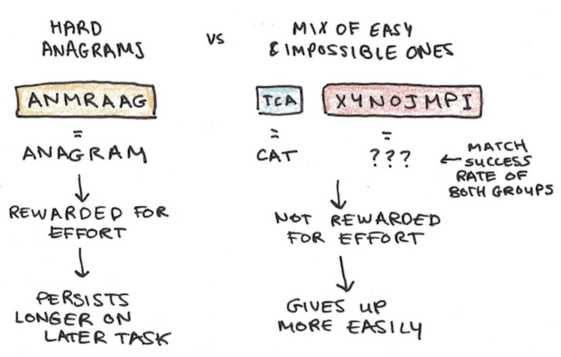 HARD
ANAGRAMS
VS
MIX OF EASY
& IMPOSSIBLE ONES
ANMRAAG
TCA
X4NOJMPI
=
=
=
ANAGRAM
CAT
???
← MATCH
SUCCESS
RATE OF
BOTH GROUPS
REWARDED FOR
EFFORT
NOT REWARDED
FOR EFFORT
PERSISTS
LONGER ON
LATER TASK
GIVES UP
MORE EASILY